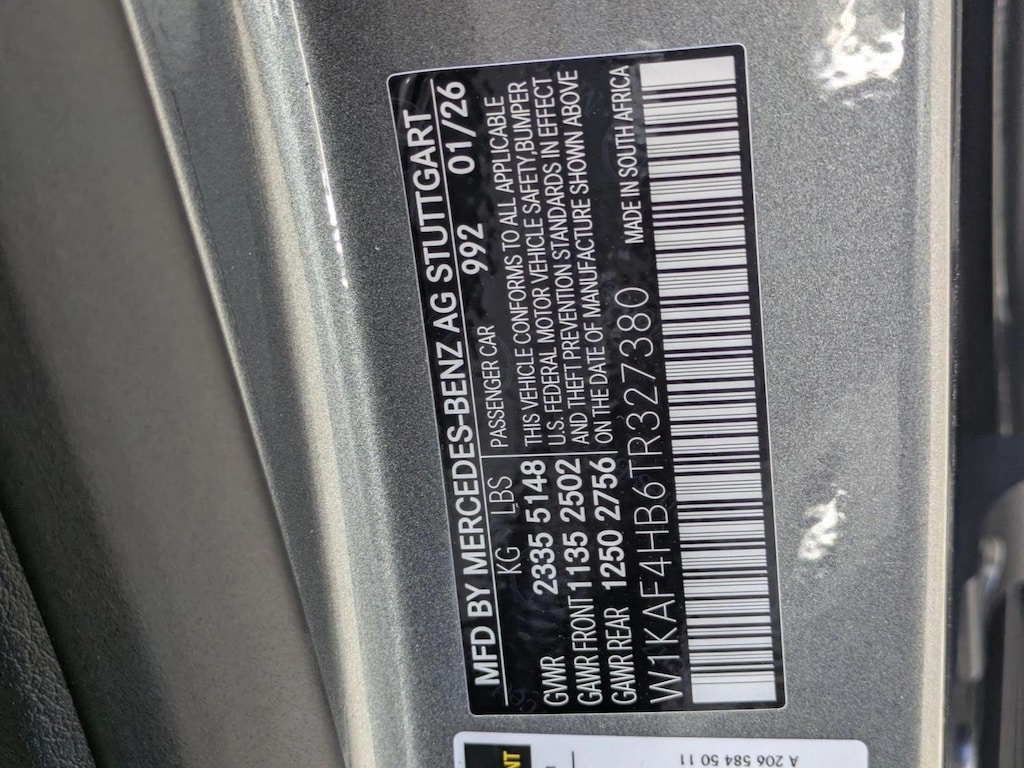 MFD BY MERCEDES-BENZ AG STUTTGART
KG LBS 992 01/26
PASSENGER CAR
GVWR 2335 5148
GAWR FRONT 1135 2502
GAWR REAR 1250 2756
THIS VEHICLE CONFORMS TO ALL APPLICABLE
U.S. FEDERAL MOTOR VEHICLE SAFETY,BUMPER
AND THEFT PREVENTION STANDARDS IN EFFECT
ON THE DATE OF MANUFACTURE SHOWN ABOVE
W1KAF4HB6TR327380 MADE IN SOUTH AFRICA
A 206 584 50 11